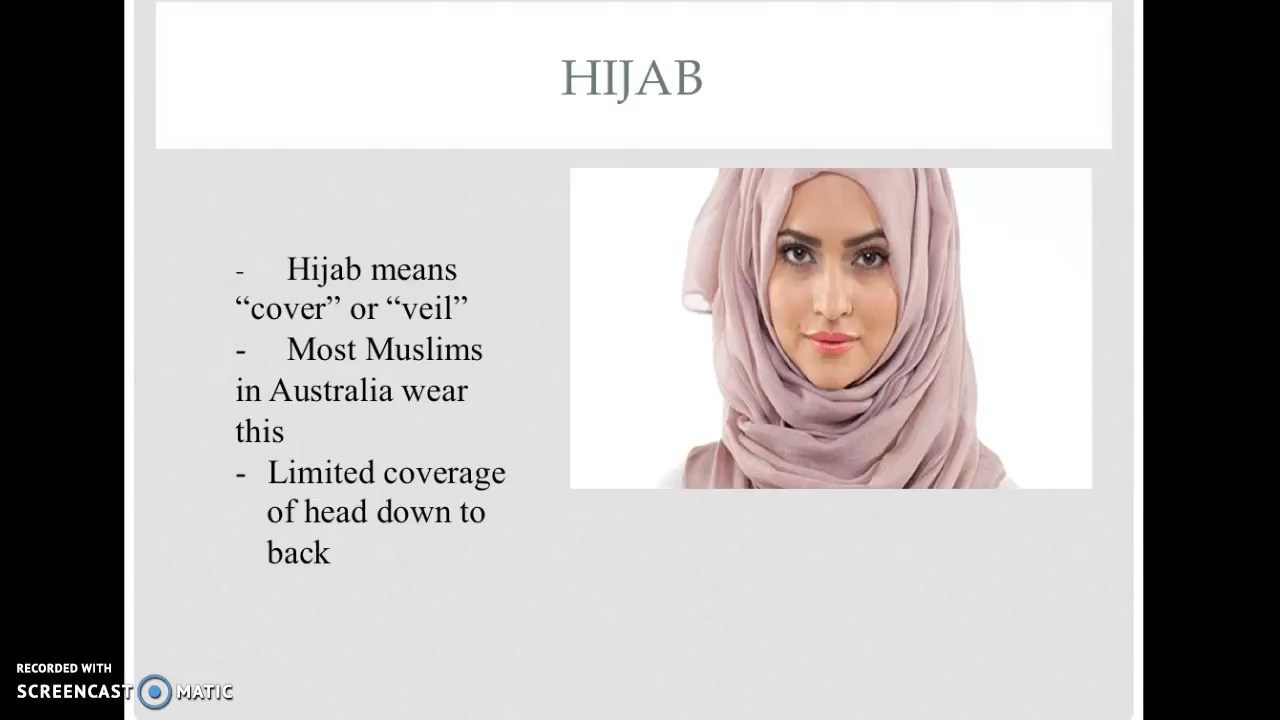 HIJAB
- Hijab means
“cover” or “veil”
- Most Muslims
in Australia wear
this
- Limited coverage
of head down to
back
RECORDED WITH
SCREENCAST MATIC